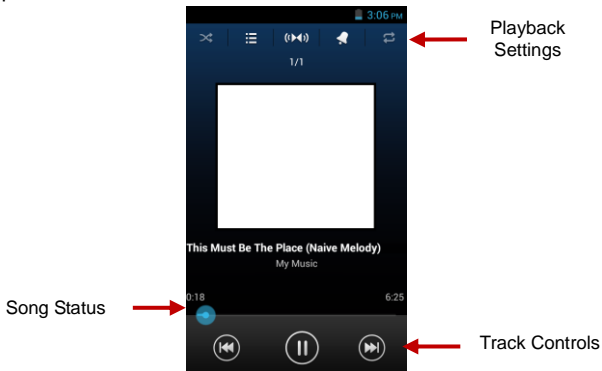 3:06 PM
Playback
Settings
1/1
This Must Be The Place (Naive Melody)
My Music
0:18
6:25
Song Status
Track Controls